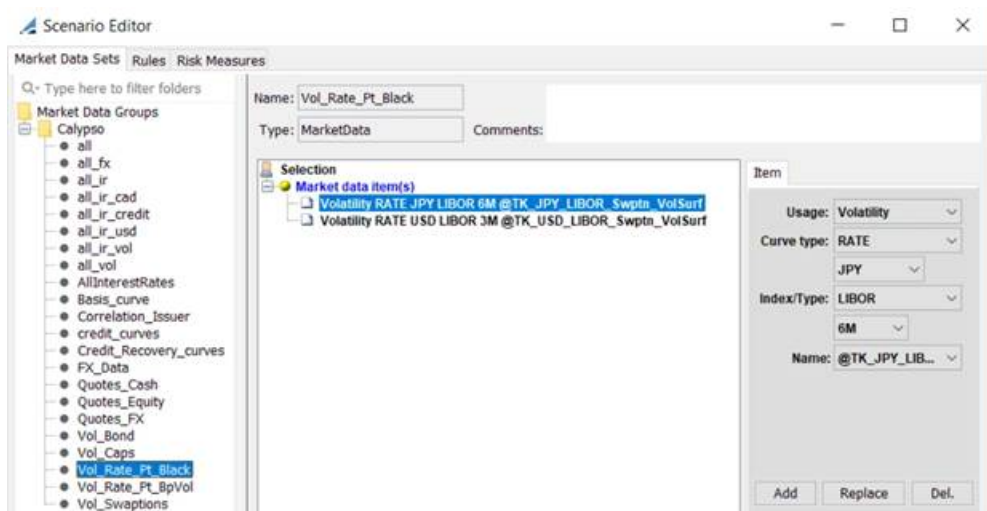 Scenario Editor
Market Data Sets Rules Risk Measures
Type here to filter folders
Market Data Groups
Calypso
all
all_fx
all_ir
all_ir_cad
all_ir_credit
all_ir_usd
all_ir_vol
all_vol
AllInterestRates
Basis_curve
Correlation_Issuer
credit_curves
Credit_Recovery_curves
FX_Data
Quotes_Cash
Quotes_Equity
Quotes_FX
Vol_Bond
Vol_Caps
Vol_Rate_Pt_Black
Vol_Rate_Pt_BpVol
Vol_Swaptions
Name: Vol_Rate_Pt_Black
Type: MarketData Comments:
Selection
Market data item(s)
Volatility RATE JPY LIBOR 6M @TK_JPY_LIBOR_Swptn_VolSurf
Volatility RATE USD LIBOR 3M @TK_USD_LIBOR_Swptn_VolSurf
Item
Usage: Volatility
Curve type: RATE
JPY
Index/Type: LIBOR
6M
Name: @TK_JPY_LIB...
Add Replace Del.